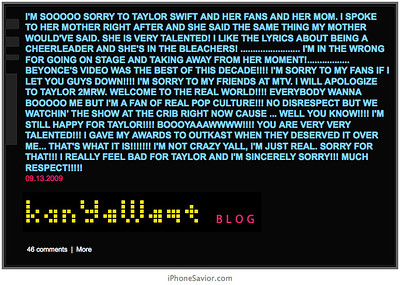 I'M SOOOOO SORRY TO TAYLOR SWIFT AND HER FANS AND HER MOM. I SPOKE
TO HER MOTHER RIGHT AFTER AND SHE SAID THE SAME THING MY MOTHER
WOULD'VE SAID. SHE IS VERY TALENTED! I LIKE THE LYRICS ABOUT BEING A
CHEERLEADER AND SHE'S IN THE BLEACHERS! ........................ I'M IN THE WRONG
FOR GOING ON STAGE AND TAKING AWAY FROM HER MOMENT!.................
BEYONCE'S VIDEO WAS THE BEST OF THIS DECADE!!!! I'M SORRY TO MY FANS IF I
LET YOU GUYS DOWN!!!! I'M SORRY TO MY FRIENDS AT MTV. I WILL APOLOGIZE
TO TAYLOR 2MRW. WELCOME TO THE REAL WORLD!!!! EVERYBODY WANNA
BOOOOO ME BUT I'M A FAN OF REAL POP CULTURE!!! NO DISRESPECT BUT WE
WATCHIN' THE SHOW AT THE CRIB RIGHT NOW CAUSE ... WELL YOU KNOW!!!! I'M
STILL HAPPY FOR TAYLOR!!!! BOOOYAAAWWWW!!!! YOU ARE VERY VERY
TALENTED!!! I GAVE MY AWARDS TO OUTKAST WHEN THEY DESERVED IT OVER
ME... THAT'S WHAT IT IS!!!!!!! I'M NOT CRAZY YALL, I'M JUST REAL. SORRY FOR
THAT!!! I REALLY FEEL BAD FOR TAYLOR AND I'M SINCERELY SORRY!!! MUCH
RESPECT!!!!!
09.13.2009
kanYeWest BLOG
46 comments | More
iPhoneSavior.com